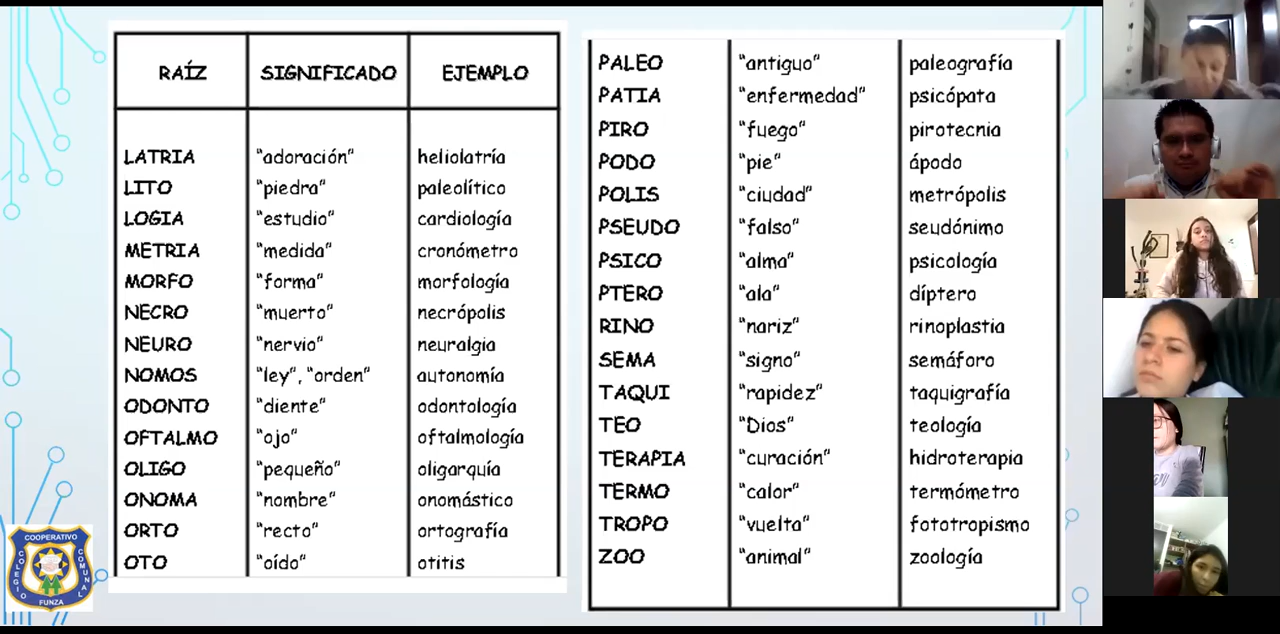 RAÍZ SIGNIFICADO EJEMPLO
LATRIA "adoración" heliolatría
LITO "piedra" paleolítico
LOGIA "estudio" cardiología
METRIA "medida" cronómetro
MORFO "forma" morfología
NECRO "muerto" necrópolis
NEURO "nervio" neuralgia
NOMOS "ley", "orden" autonomía
ODONTO "diente" odontología
OFTALMO "ojo" oftalmología
OLIGO "pequeño" oligarquía
ONOMA "nombre" onomástico
ORTO "recto" ortografía
OTO "oído" otitis
PALEO "antiguo" paleografía
PATIA "enfermedad" psicópata
PIRO "fuego" pirotecnia
PODO "pie" ápodo
POLIS "ciudad" metrópolis
PSEUDO "falso" seudónimo
PSICO "alma" psicología
PTERO "ala" díptero
RINO "nariz" rinoplastia
SEMA "signo" semáforo
TAQUI "rapidez" taquigrafía
TEO "Dios" teología
TERAPIA "curación" hidroterapia
TERMO "calor" termómetro
TROPO "vuelta" fototropismo
ZOO "animal" zoología
COOPERATIVO
COLEGIO
COMUNAL
FUNZA